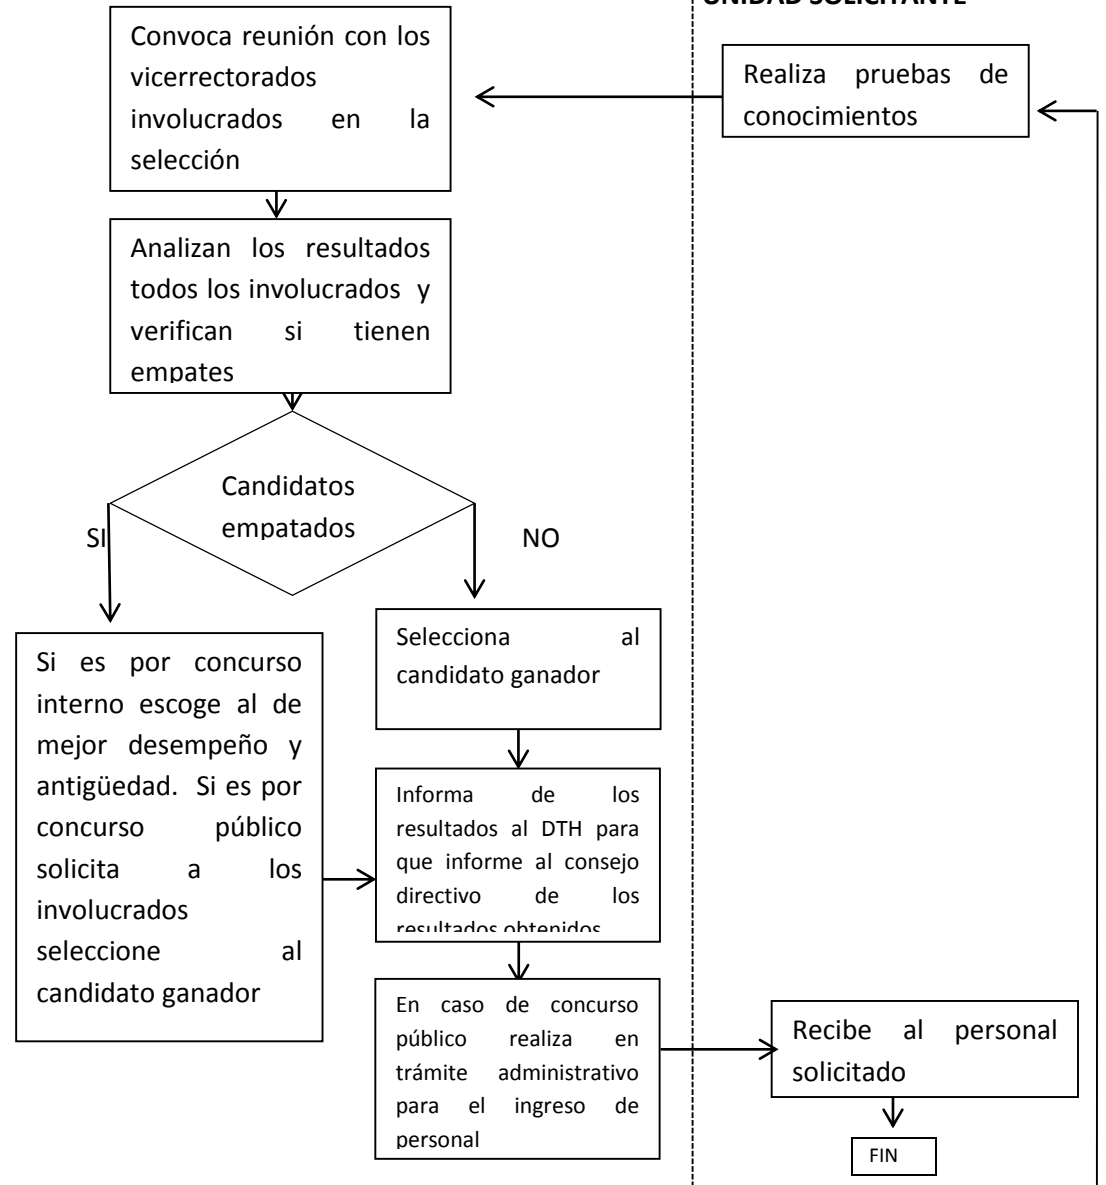 UNIDAD SOLICITANTE
Convoca reunión con los
vicerrectorados
involucrados en la
selección
Realiza pruebas de
conocimientos
Analizan los resultados
todos los involucrados y
verifican si tienen
empates
Candidatos
empatados
SI
NO
Si es por concurso
interno escoge al de
mejor desempeño y
antigüedad. Si es por
concurso público
solicita a los
involucrados
seleccione al
candidato ganador
Selecciona al
candidato ganador
Informa de los
resultados al DTH para
que informe al consejo
directivo de los
resultados obtenidos
En caso de concurso
público realiza en
trámite administrativo
para el ingreso de
personal
Recibe al personal
solicitado
FIN